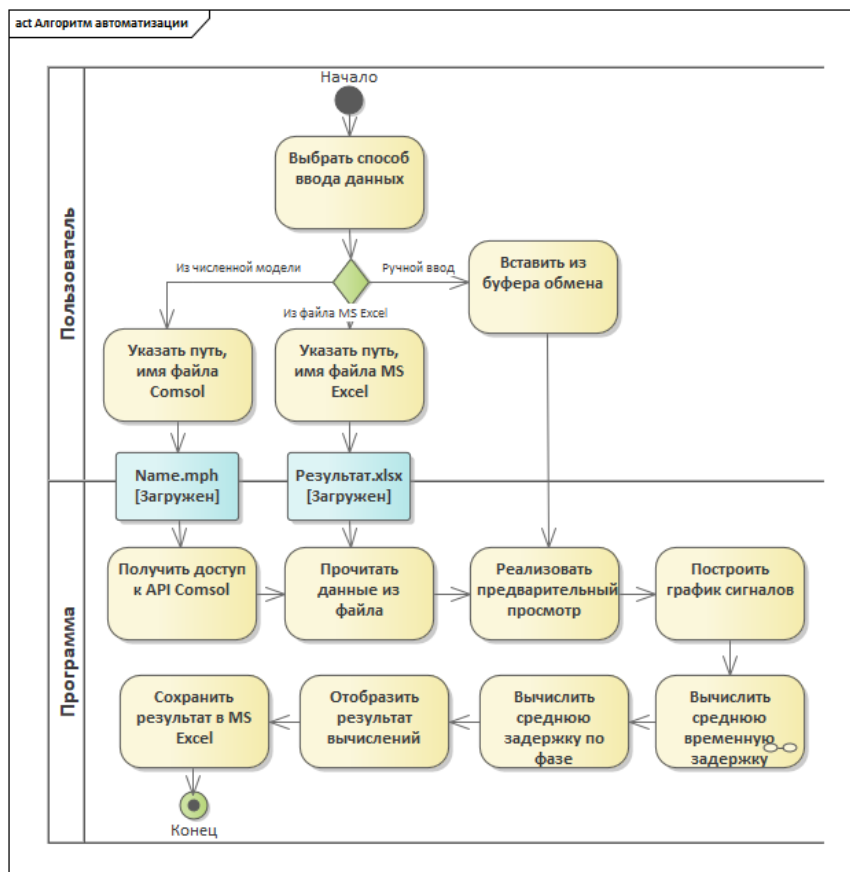 act Алгоритм автоматизации
Пользователь
Начало
Выбрать способ
ввода данных
Из численной модели
Ручной ввод
Из файла MS Excel
Вставить из
буфера обмена
Указать путь,
имя файла
Comsol
Указать путь,
имя файла MS
Excel
Name.mph
[Загружен]
Результат.xlsx
[Загружен]
Программа
Получить доступ
к API Comsol
Прочитать
данные из
файла
Реализовать
предварительный
просмотр
Построить
график сигналов
Сохранить
результат в MS
Excel
Отобразить
результат
вычислений
Вычислить
среднюю
задержку по
фазе
Вычислить
среднюю
временную
задержку
Конец